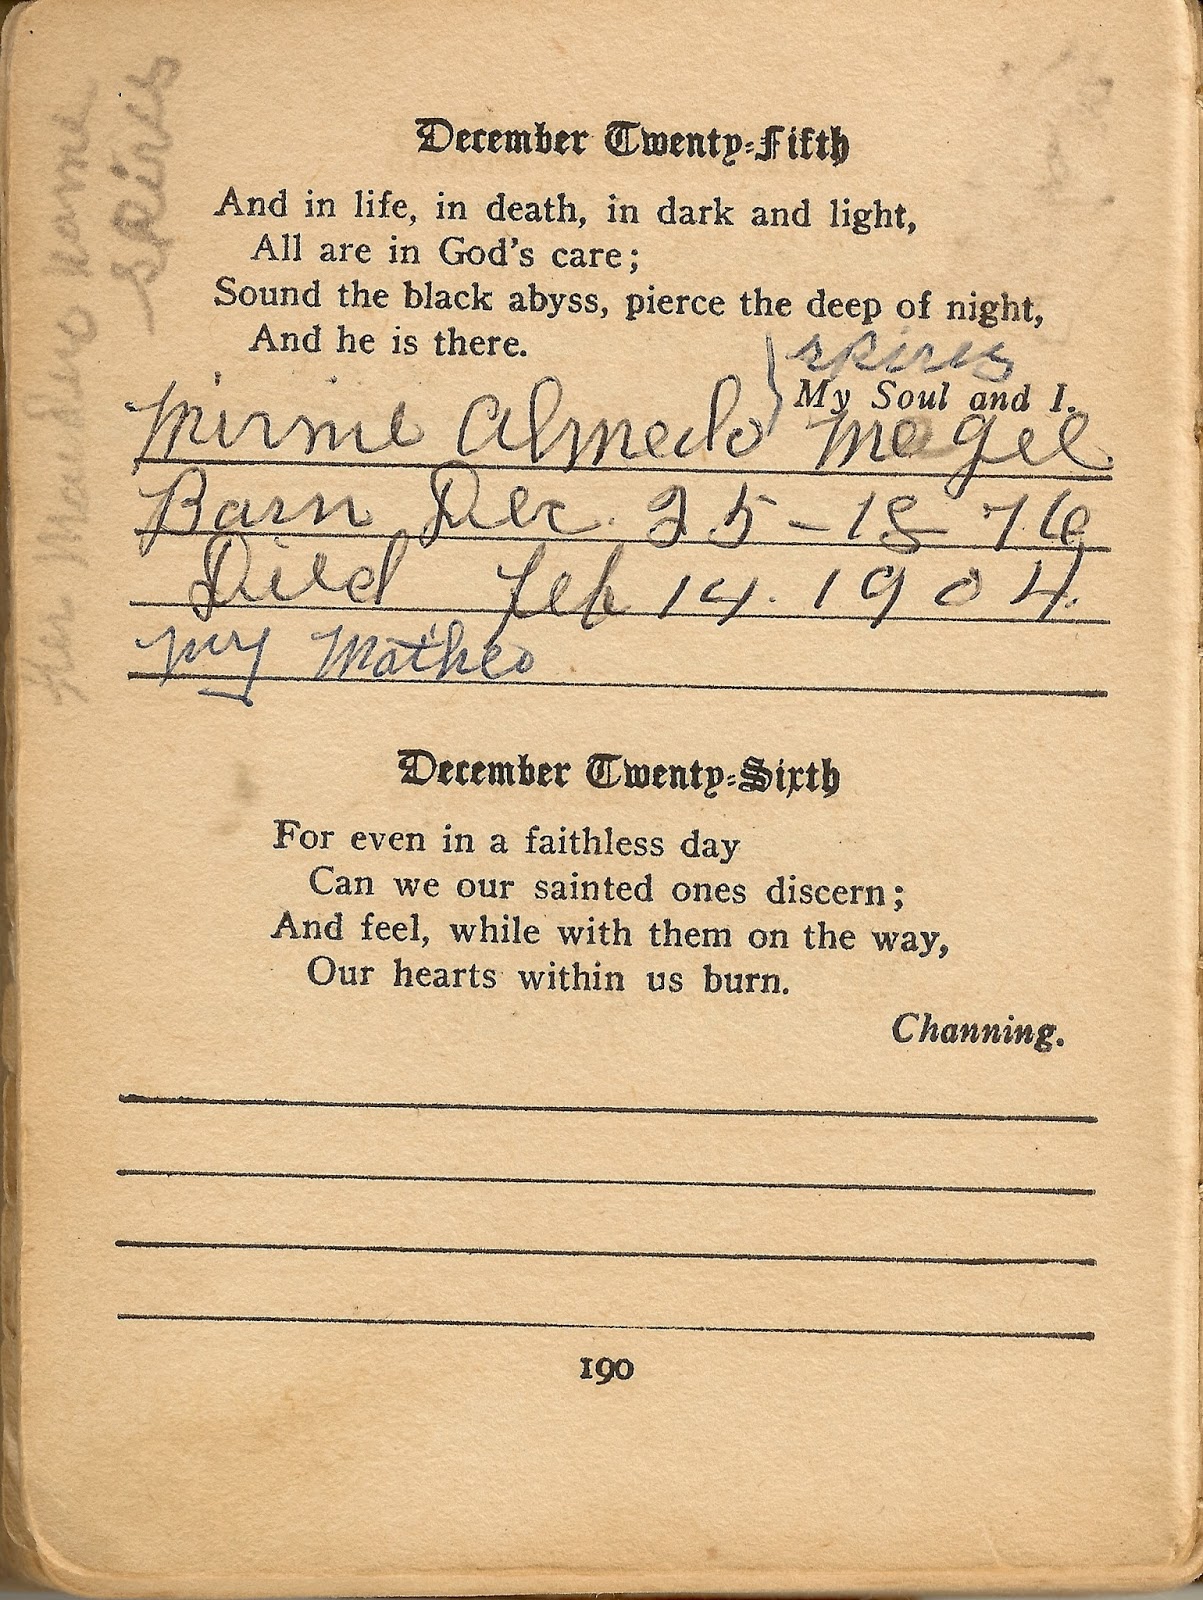 December Twenty-Fifth
And in life, in death, in dark and light,
All are in God's care;
Sound the black abyss, pierce the deep of night,
And he is there.
spires
My Soul and I.
Minnie Almedo McGee
Barn Dec. 25-1876
Died Feb 14. 1904.
my Mother
her Maiden name
Spires
December Twenty-Sixth
For even in a faithless day
Can we our sainted ones discern;
And feel, while with them on the way,
Our hearts within us burn.
Channing.
190